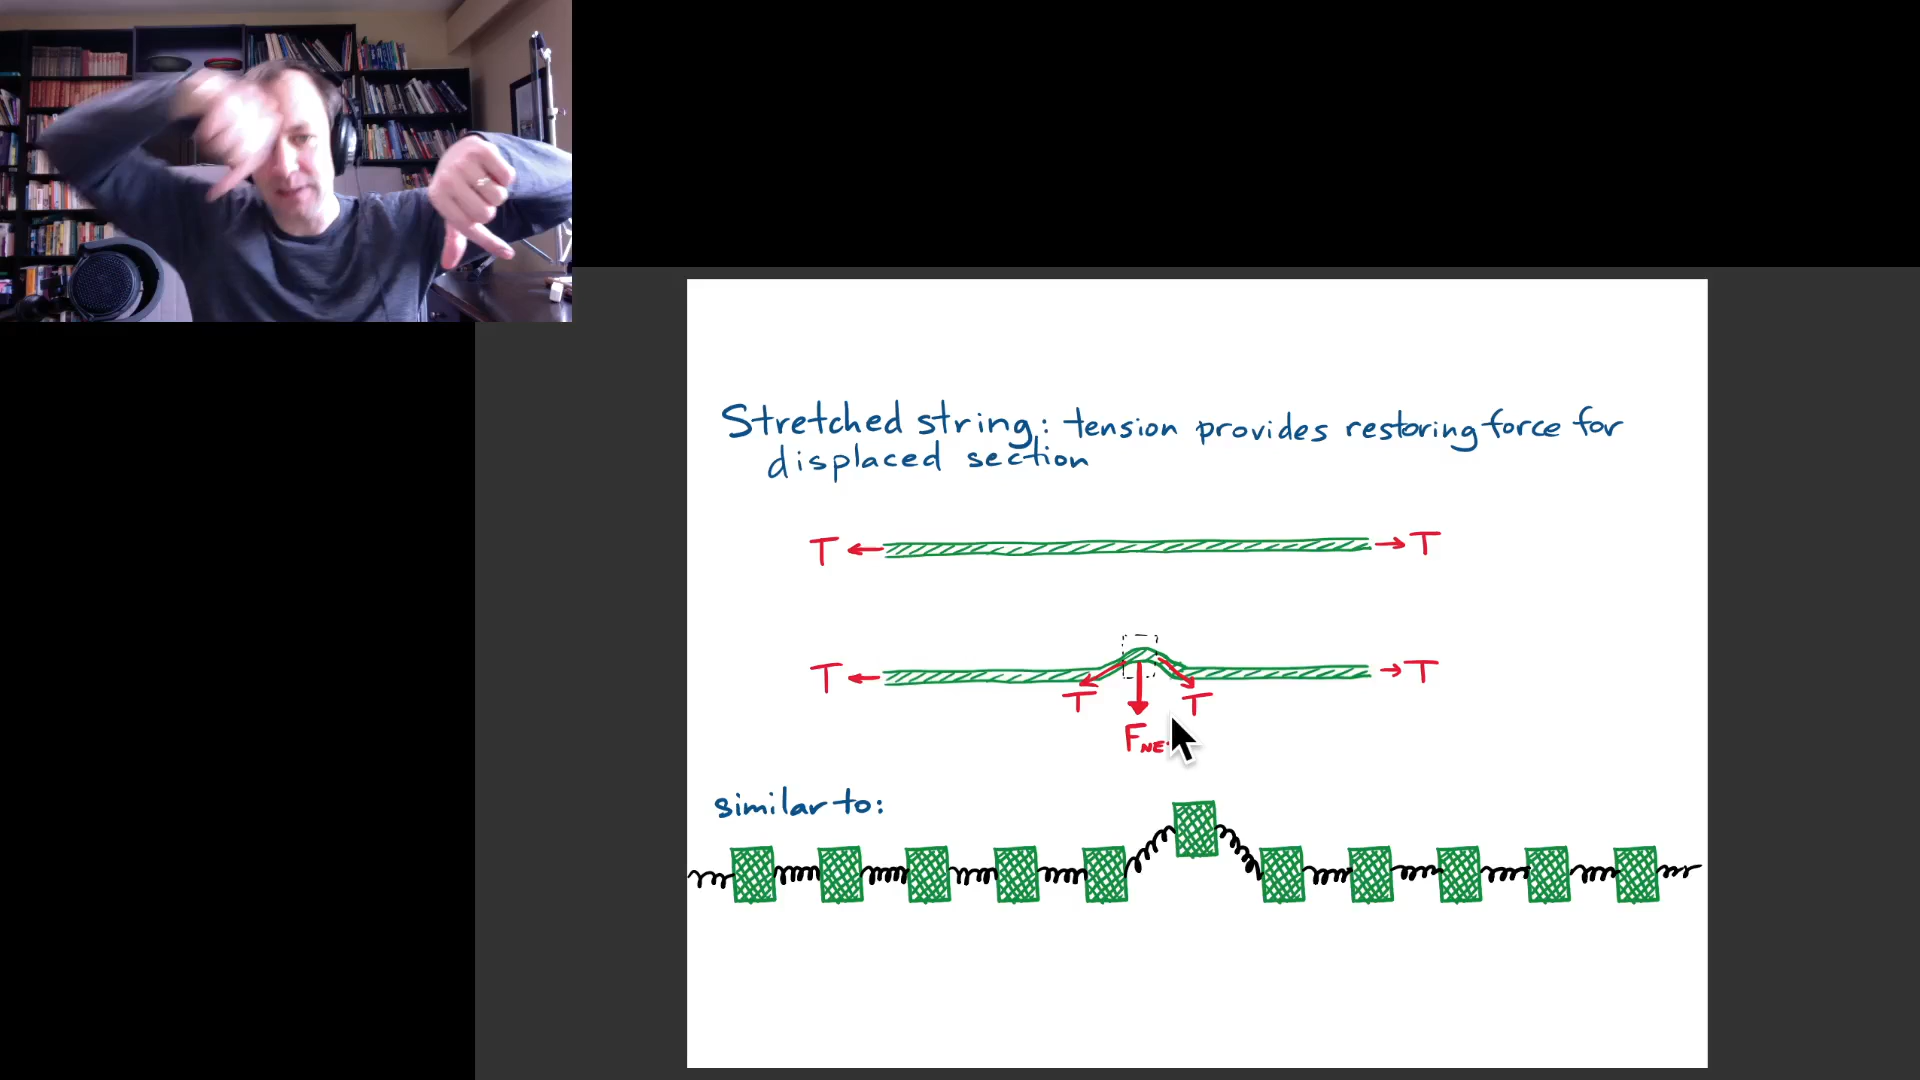 Stretched string: tension provides restoring force for
displaced section
T T
T T
T T
similar to: